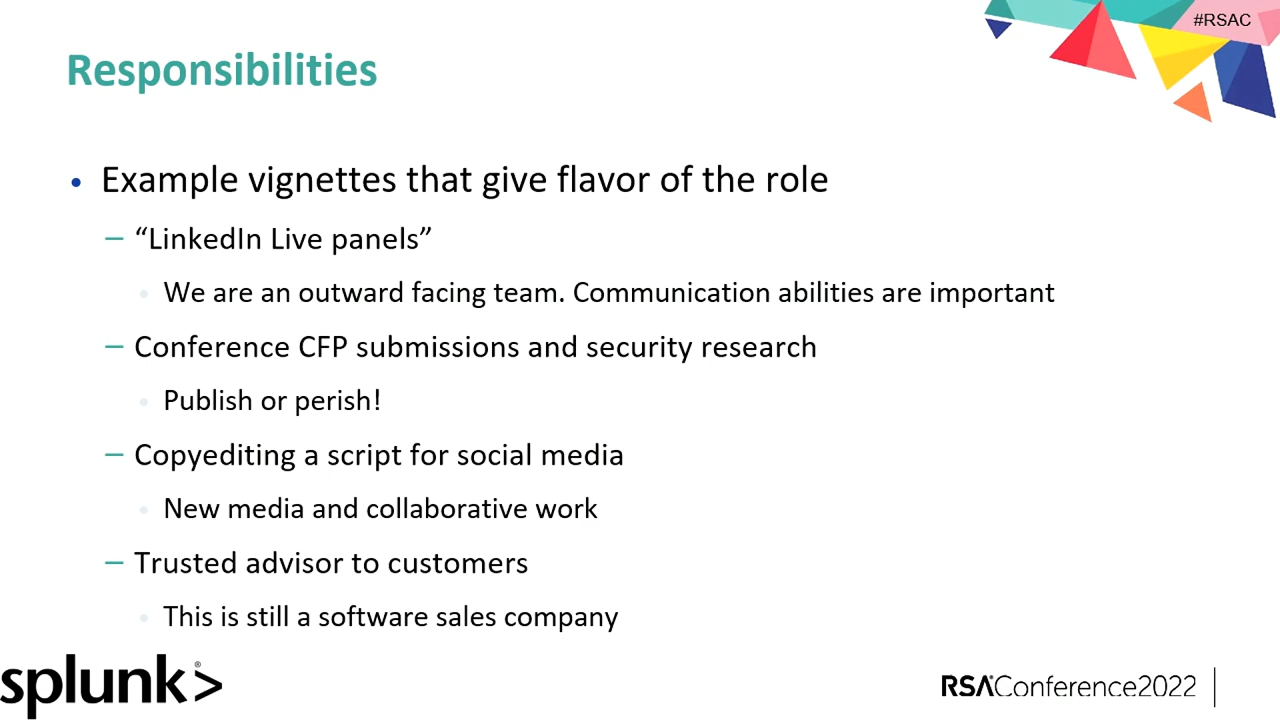 #RSAC
Responsibilities
• Example vignettes that give flavor of the role
– “LinkedIn Live panels”
• We are an outward facing team. Communication abilities are important
– Conference CFP submissions and security research
• Publish or perish!
– Copyediting a script for social media
• New media and collaborative work
– Trusted advisor to customers
• This is still a software sales company
splunk®>
RSAConference2022